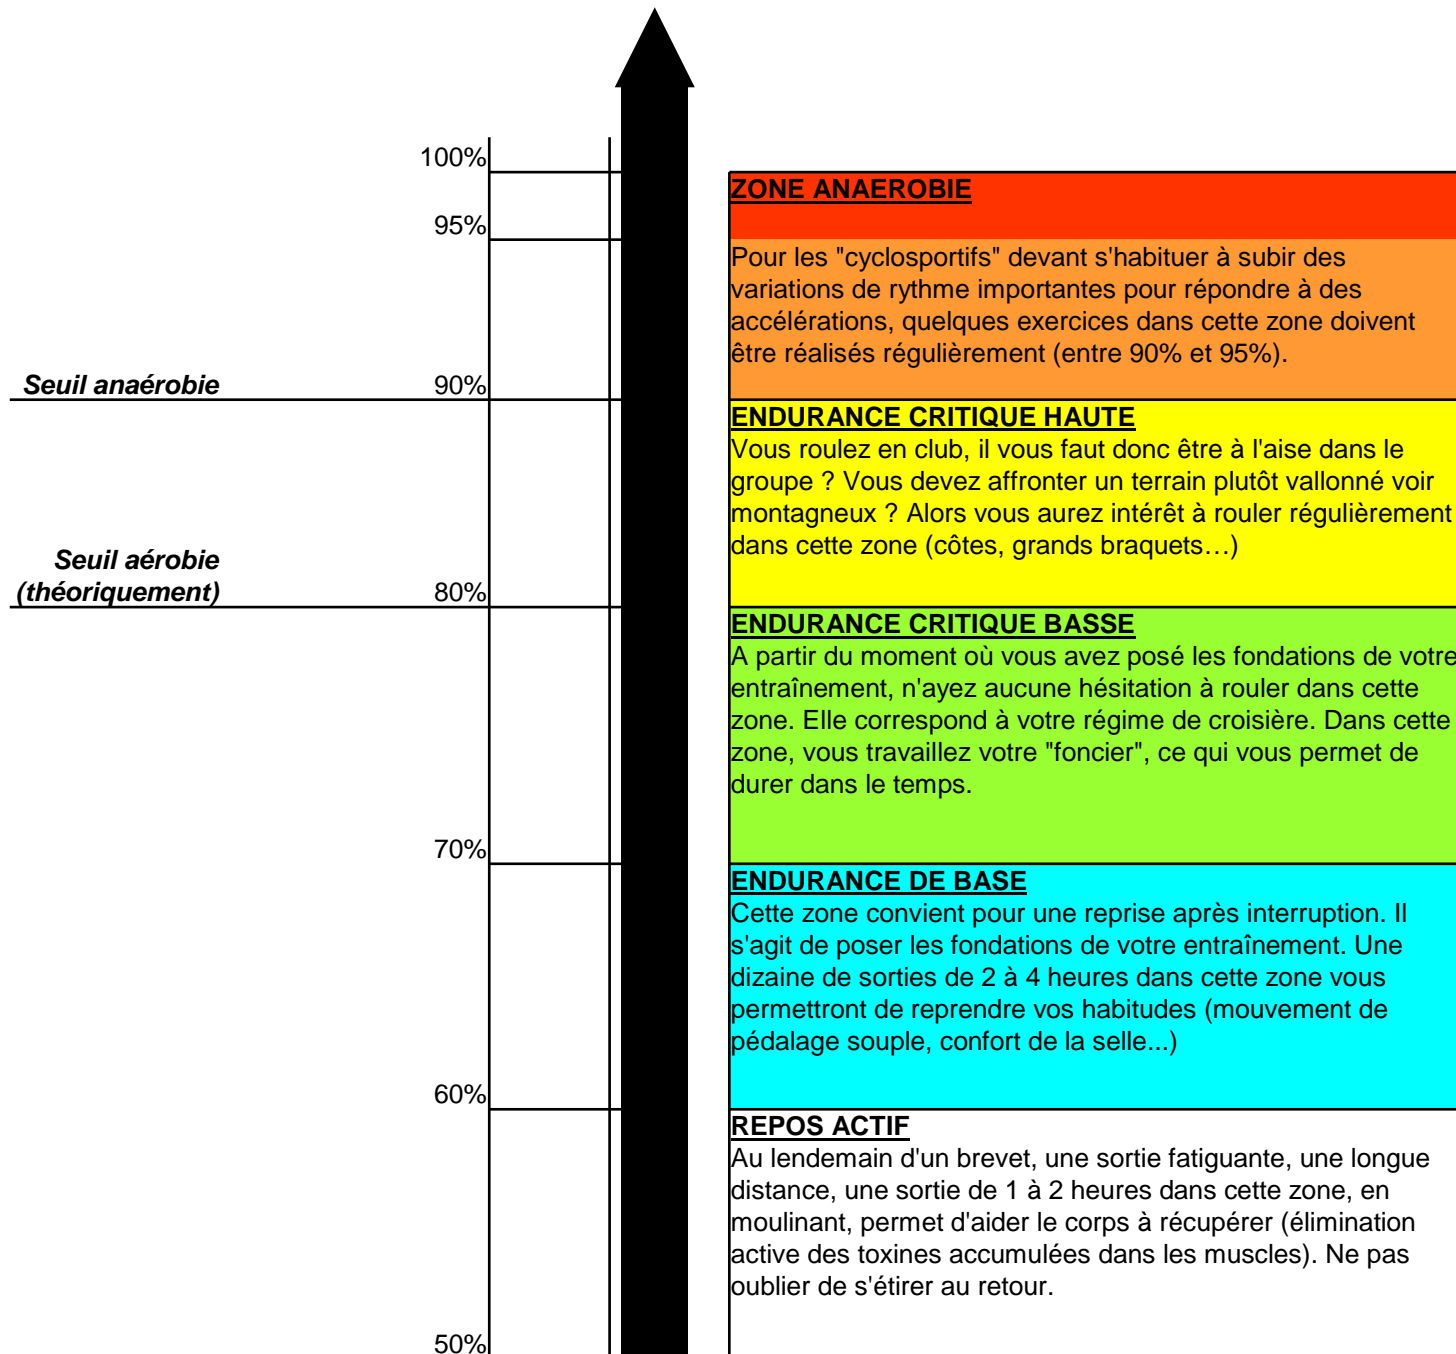 100%
ZONE ANAEROBIE
95%
Pour les "cyclosportifs" devant s'habituer à subir des
variations de rythme importantes pour répondre à des
accélérations, quelques exercices dans cette zone doivent
être réalisés régulièrement (entre 90% et 95%).
Seuil anaérobie
90%
ENDURANCE CRITIQUE HAUTE
Vous roulez en club, il vous faut donc être à l'aise dans le
groupe ? Vous devez affronter un terrain plutôt vallonné voir
montagneux ? Alors vous aurez intérêt à rouler régulièrement
dans cette zone (côtes, grands braquets…)
Seuil aérobie
(théoriquement)
80%
ENDURANCE CRITIQUE BASSE
A partir du moment où vous avez posé les fondations de votre
entraînement, n'ayez aucune hésitation à rouler dans cette
zone. Elle correspond à votre régime de croisière. Dans cette
zone, vous travaillez votre "foncier", ce qui vous permet de
durer dans le temps.
70%
ENDURANCE DE BASE
Cette zone convient pour une reprise après interruption. Il
s'agit de poser les fondations de votre entraînement. Une
dizaine de sorties de 2 à 4 heures dans cette zone vous
permettront de reprendre vos habitudes (mouvement de
pédalage souple, confort de la selle...)
60%
REPOS ACTIF
Au lendemain d'un brevet, une sortie fatiguante, une longue
distance, une sortie de 1 à 2 heures dans cette zone, en
moulinant, permet d'aider le corps à récupérer (élimination
active des toxines accumulées dans les muscles). Ne pas
oublier de s'étirer au retour.
50%